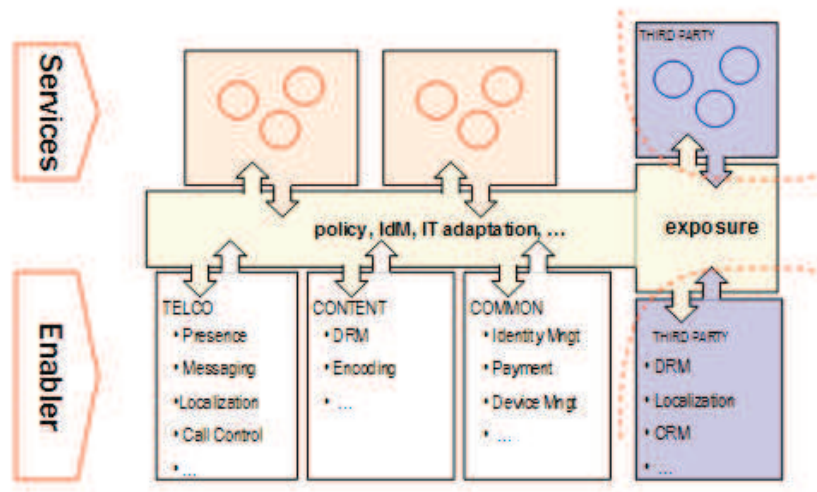 Services
THIRD PARTY
policy, IdM, IT adaptation, ...
exposure
Enabler
TELCO
• Presence
• Messaging
• Localization
• Call Control
• ...
CONTENT
• DRM
• Encoding
• ...
COMMON
• Identity Mngt
• Payment
• Device Mngt
• ...
THIRD PARTY
• DRM
• Localization
• CRM
• ...